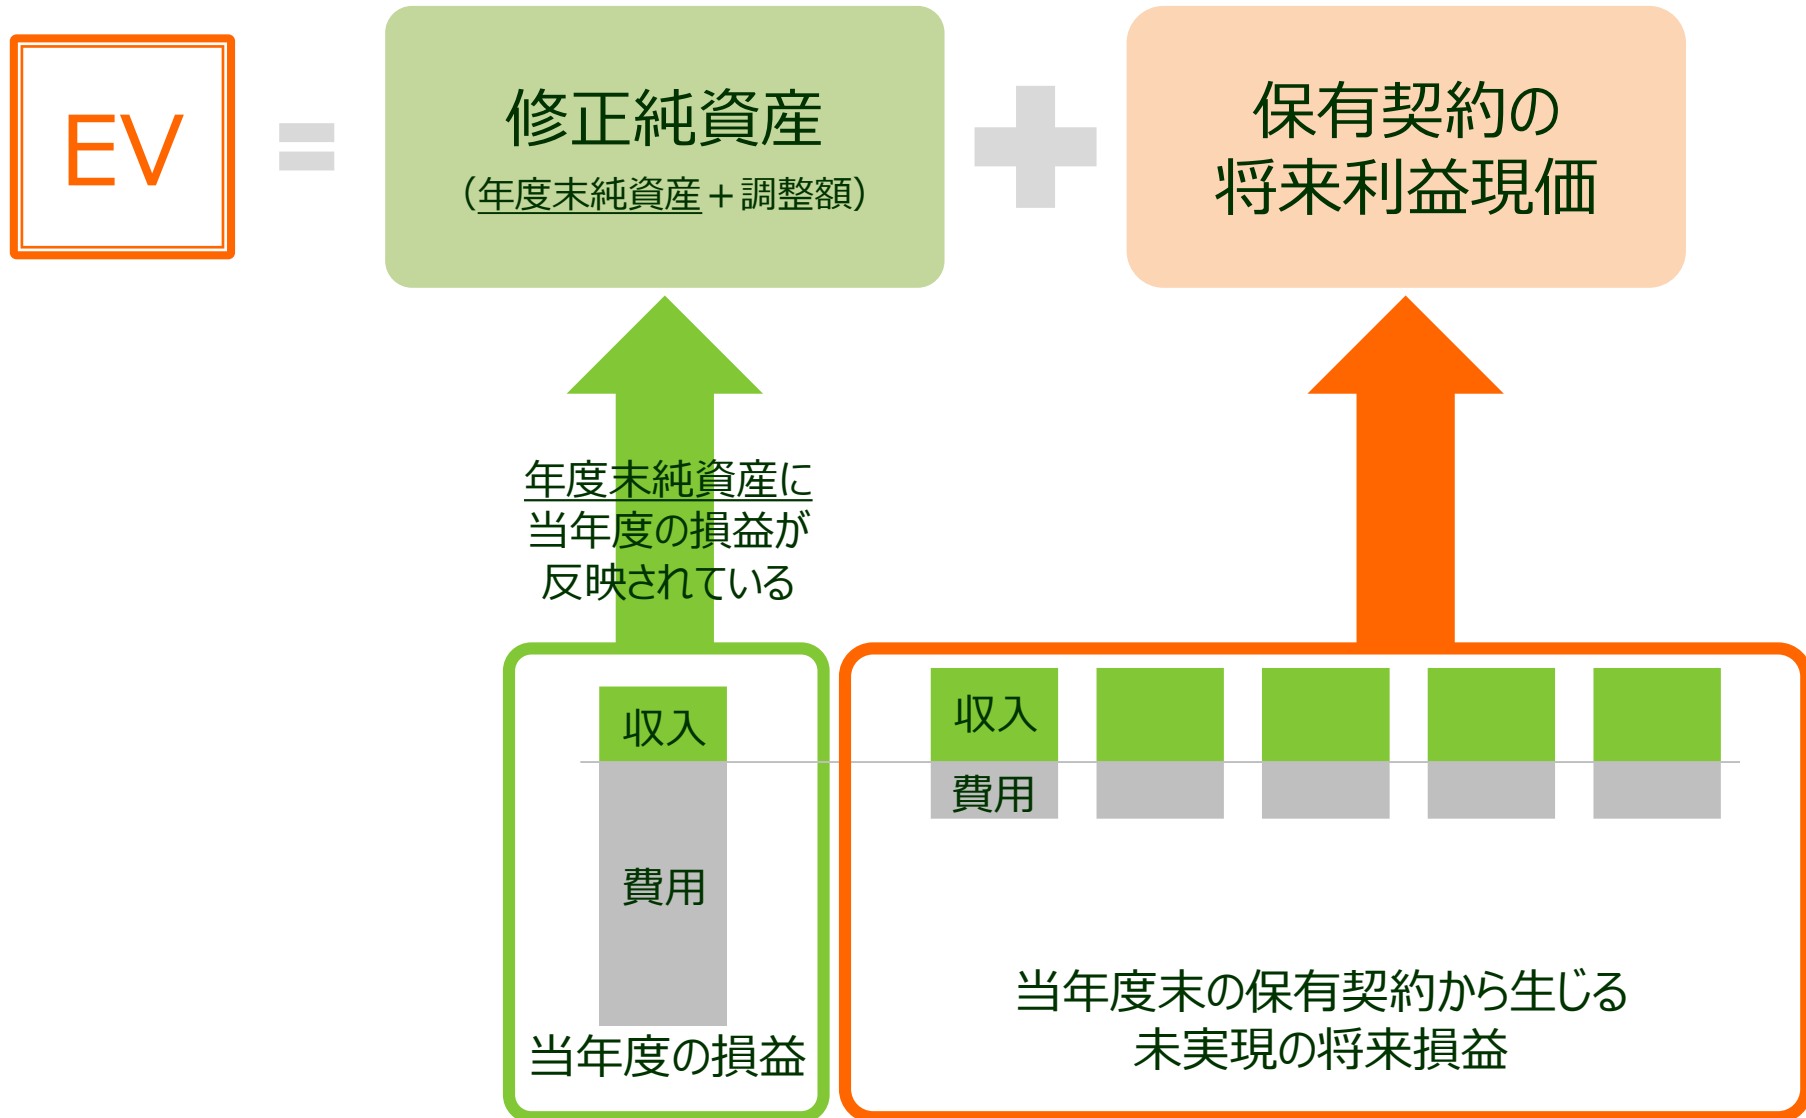 EV
=
修正純資産
（年度末純資産＋調整額）
+
保有契約の
将来利益現価
年度末純資産に
当年度の損益が
反映されている
収入
費用
当年度の損益
収入
費用
当年度末の保有契約から生じる
未実現の将来損益